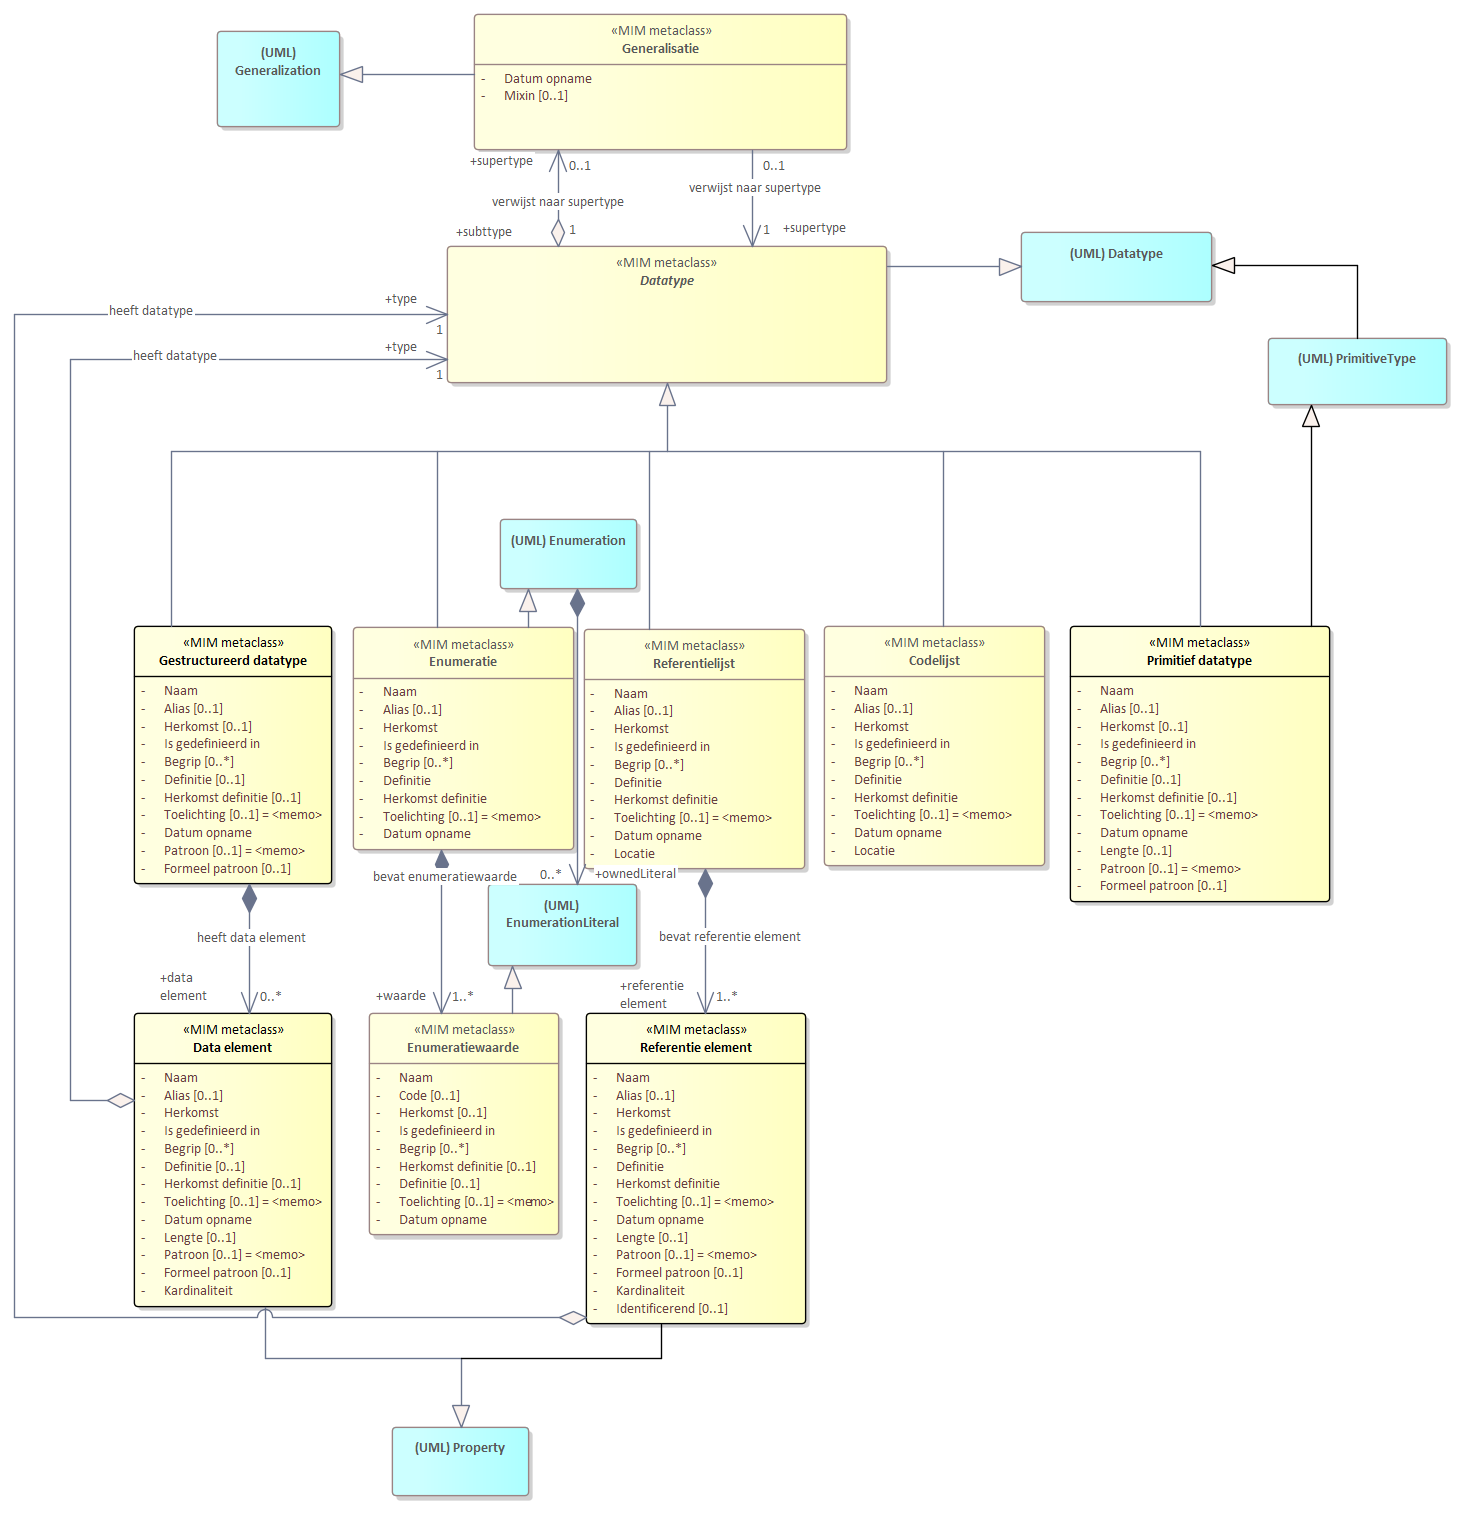 «MIM metaclass»
Generalisatie
- Datum opname
- Mixin [0..1]
(UML)
Generalization
+supertype
0..1
0..1
verwijst naar supertype
verwijst naar supertype
+subttype
1
1
+supertype
«MIM metaclass»
Datatype
(UML) Datatype
+type
heeft datatype
1
+type
heeft datatype
1
(UML) PrimitiveType
(UML) Enumeration
«MIM metaclass»
Gestructureerd datatype
- Naam
- Alias [0..1]
- Herkomst [0..1]
- Is gedefinieerd in
- Begrip [0..*]
- Definitie [0..1]
- Herkomst definitie [0..1]
- Toelichting [0..1] = <memo>
- Datum opname
- Patroon [0..1] = <memo>
- Formeel patroon [0..1]
«MIM metaclass»
Enumeratie
- Naam
- Alias [0..1]
- Herkomst
- Is gedefinieerd in
- Begrip [0..*]
- Definitie
- Herkomst definitie
- Toelichting [0..1] = <memo>
- Datum opname
«MIM metaclass»
Referentielijst
- Naam
- Alias [0..1]
- Herkomst
- Is gedefinieerd in
- Begrip [0..*]
- Definitie
- Herkomst definitie
- Toelichting [0..1] = <memo>
- Datum opname
- Locatie
«MIM metaclass»
Codelijst
- Naam
- Alias [0..1]
- Herkomst
- Is gedefinieerd in
- Begrip [0..*]
- Definitie
- Herkomst definitie
- Toelichting [0..1] = <memo>
- Datum opname
- Locatie
«MIM metaclass»
Primitief datatype
- Naam
- Alias [0..1]
- Herkomst [0..1]
- Is gedefinieerd in
- Begrip [0..*]
- Definitie [0..1]
- Herkomst definitie [0..1]
- Toelichting [0..1] = <memo>
- Datum opname
- Lengte [0..1]
- Patroon [0..1] = <memo>
- Formeel patroon [0..1]
bevat enumeratiewaarde
0..*
+ownedLiteral
(UML)
EnumerationLiteral
heeft data element
bevat referentie element
+data
element
0..*
+waarde
1..*
+referentie
element
1..*
«MIM metaclass»
Data element
- Naam
- Alias [0..1]
- Herkomst
- Is gedefinieerd in
- Begrip [0..*]
- Definitie [0..1]
- Herkomst definitie [0..1]
- Toelichting [0..1] = <memo>
- Datum opname
- Lengte [0..1]
- Patroon [0..1] = <memo>
- Formeel patroon [0..1]
- Kardinaliteit
«MIM metaclass»
Enumeratiewaarde
- Naam
- Code [0..1]
- Herkomst [0..1]
- Is gedefinieerd in
- Begrip [0..*]
- Herkomst definitie [0..1]
- Definitie [0..1]
- Toelichting [0..1] = <memo>
- Datum opname
«MIM metaclass»
Referentie element
- Naam
- Alias [0..1]
- Herkomst
- Is gedefinieerd in
- Begrip [0..*]
- Definitie
- Herkomst definitie
- Toelichting [0..1] = <memo>
- Datum opname
- Lengte [0..1]
- Patroon [0..1] = <memo>
- Formeel patroon [0..1]
- Kardinaliteit
- Identificerend [0..1]
(UML) Property